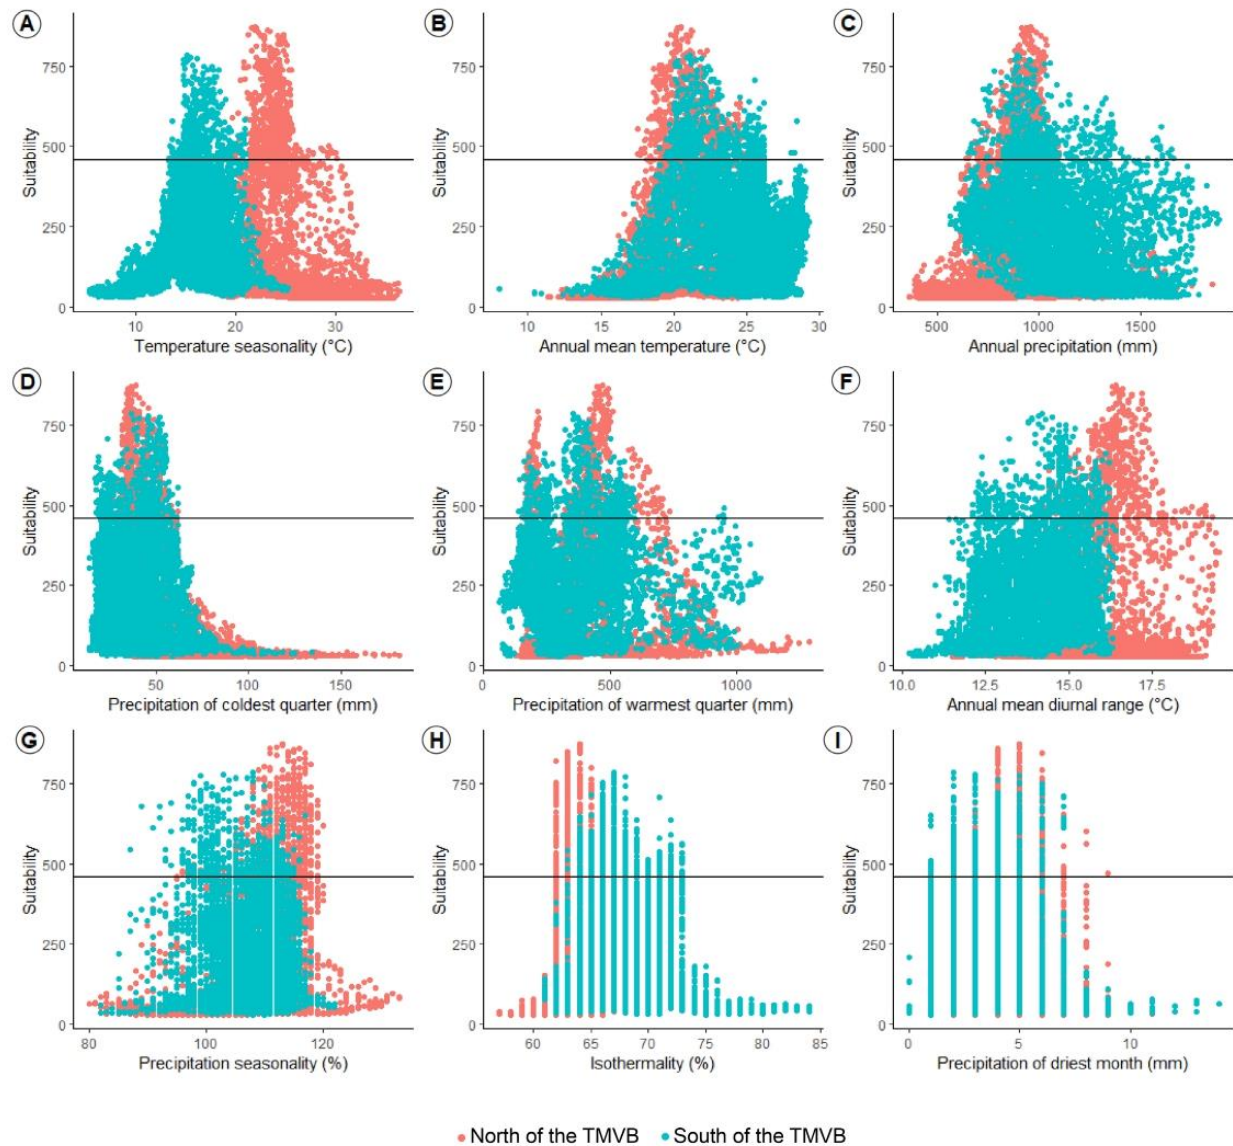 A
Suitability
750
500
250
0
10
20
30
Temperature seasonality (°C)
B
Suitability
750
500
250
0
10
15
20
25
30
Annual mean temperature (°C)
C
Suitability
750
500
250
0
500
1000
1500
Annual precipitation (mm)
D
Suitability
750
500
250
0
50
100
150
Precipitation of coldest quarter (mm)
E
Suitability
750
500
250
0
0
500
1000
Precipitation of warmest quarter (mm)
F
Suitability
750
500
250
0
10.0
12.5
15.0
17.5
Annual mean diurnal range (°C)
G
Suitability
750
500
250
0
80
100
120
Precipitation seasonality (%)
H
Suitability
750
500
250
0
60
65
70
75
80
85
Isothermality (%)
I
Suitability
750
500
250
0
0
5
10
Precipitation of driest month (mm)
North of the TMVB South of the TMVB